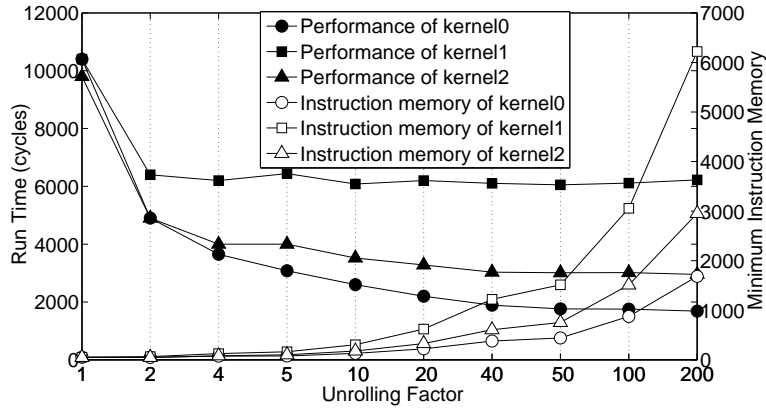 12000
10000
8000
6000
4000
2000
0
Run Time (cycles)
Performance of kernel0
Performance of kernel1
Performance of kernel2
Instruction memory of kernel0
Instruction memory of kernel1
Instruction memory of kernel2
7000
6000
5000
4000
3000
2000
1000
0
Minimum Instruction Memory
1 2 4 5 10 20 40 50 100 200
Unrolling Factor